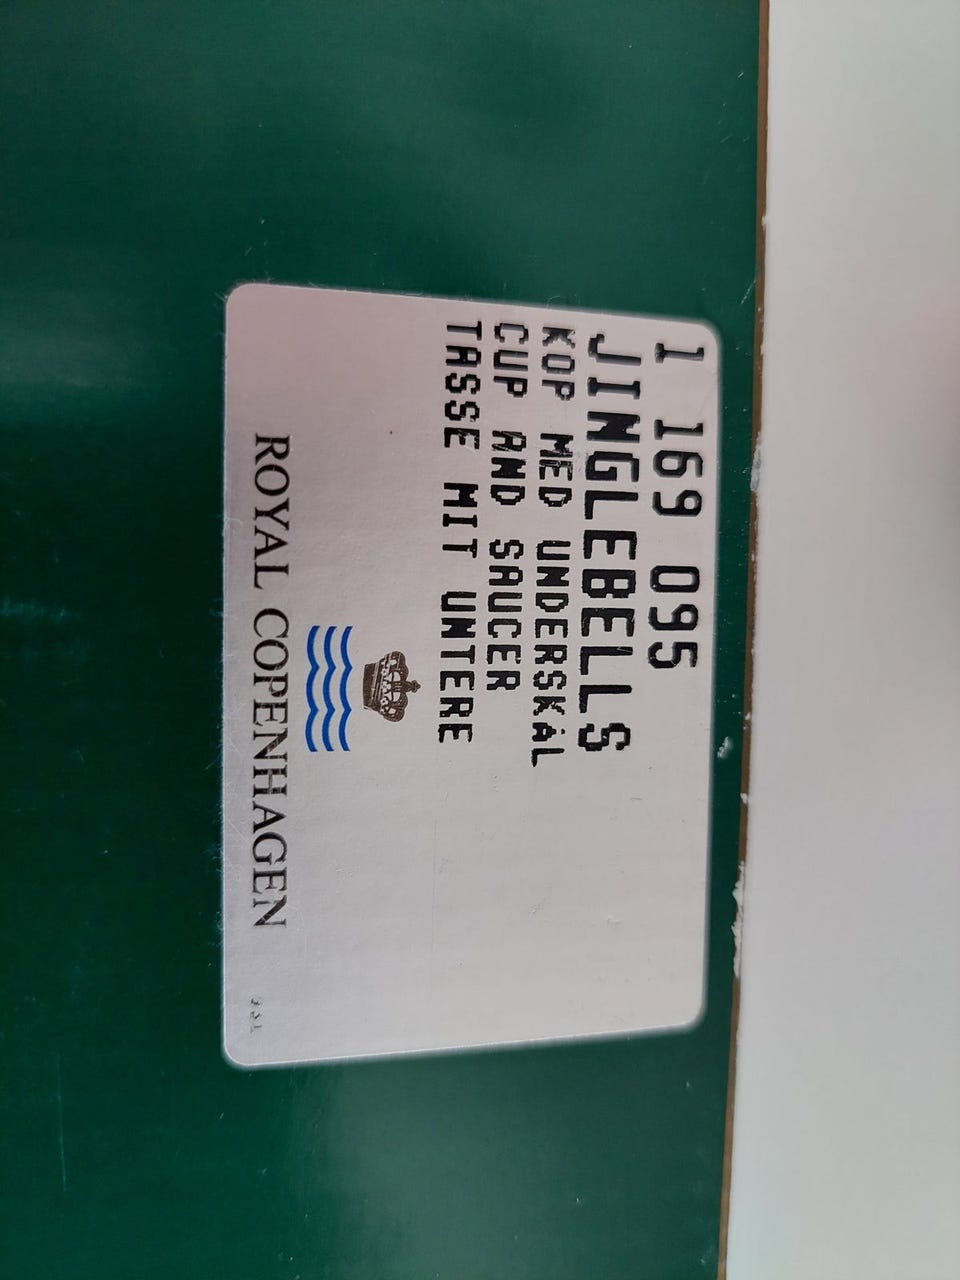 1 169 095
JINGLEBELLS
KOP MED UNDERSKÅL
CUP AND SAUCER
TASSE MIT UNTERE
ROYAL COPENHAGEN